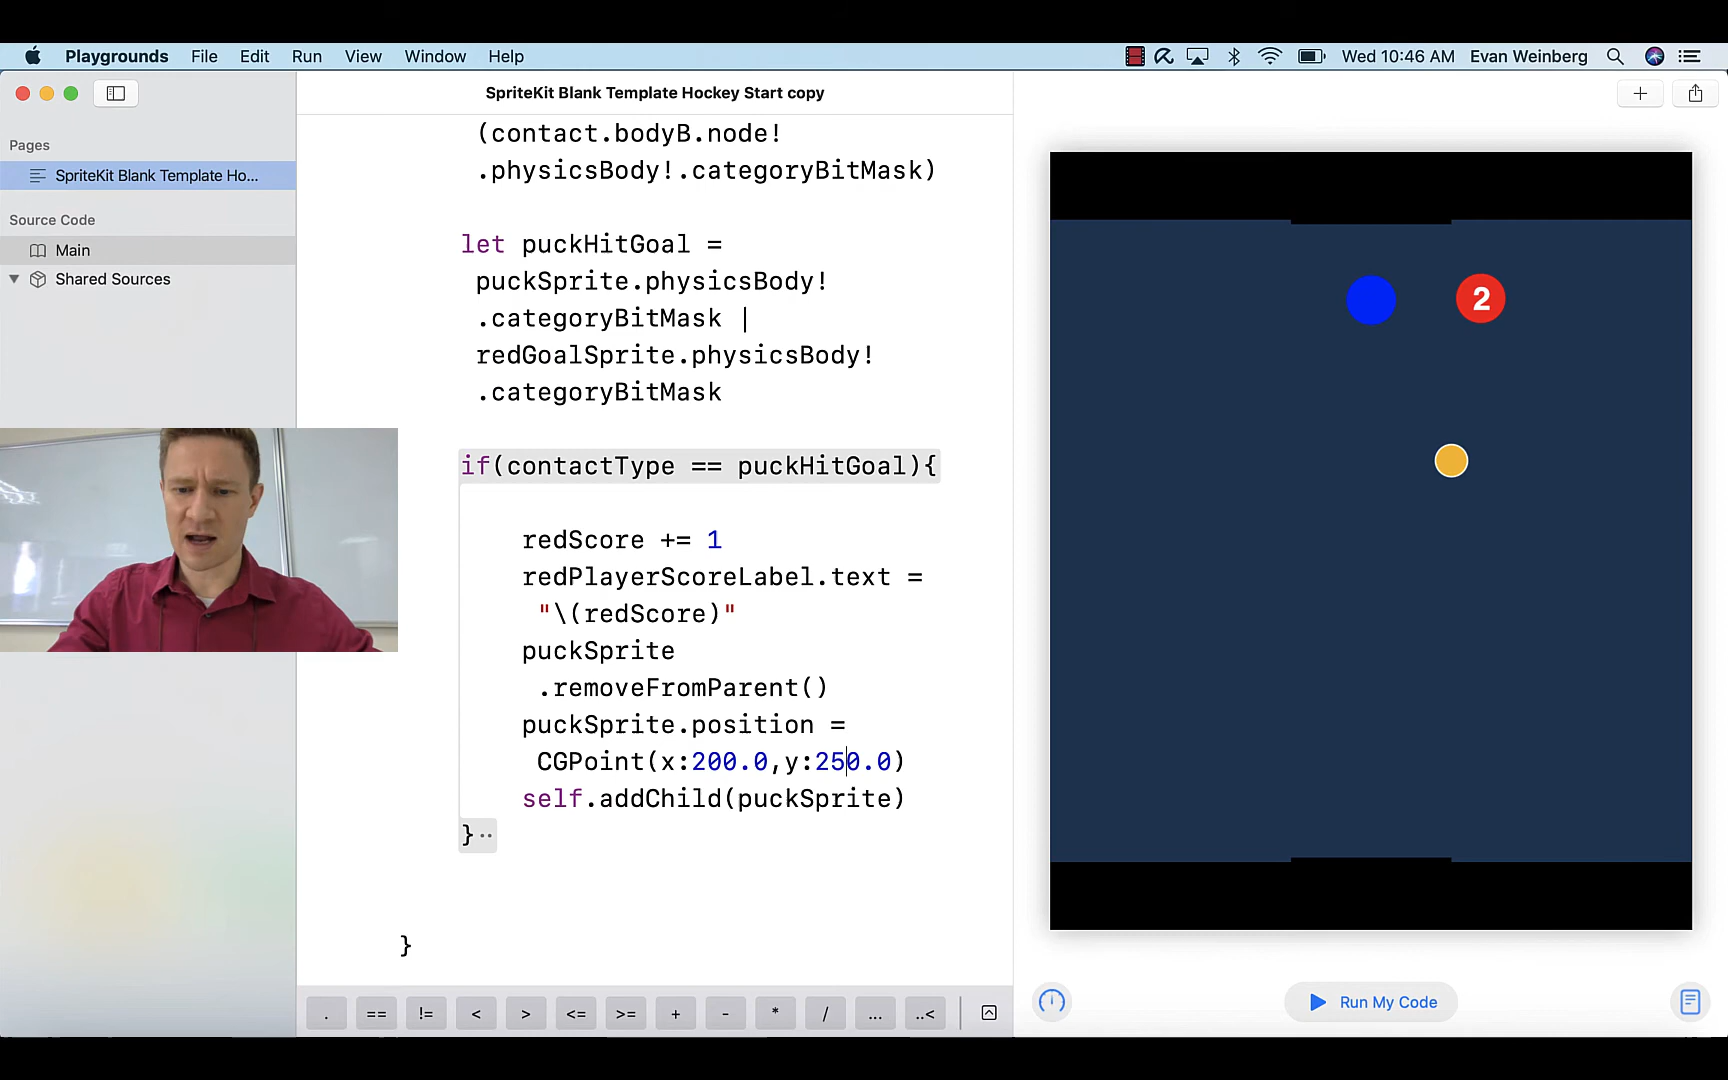 Playgrounds File Edit Run View Window Help Wed 10:46 AM Evan Weinberg
SpriteKit Blank Template Hockey Start copy
Pages
SpriteKit Blank Template Ho...
Source Code
Main
Shared Sources
(contact.bodyB.node!
.physicsBody!.categoryBitMask)
let puckHitGoal =
puckSprite.physicsBody!
.categoryBitMask |
redGoalSprite.physicsBody!
.categoryBitMask
if(contactType == puckHitGoal){
redScore += 1
redPlayerScoreLabel.text =
"\(redScore)"
puckSprite
.removeFromParent()
puckSprite.position =
CGPoint(x:200.0,y:250.0)
self.addChild(puckSprite)
}
}
. == != < > <= >= + - * / ... ..<
2
Run My Code